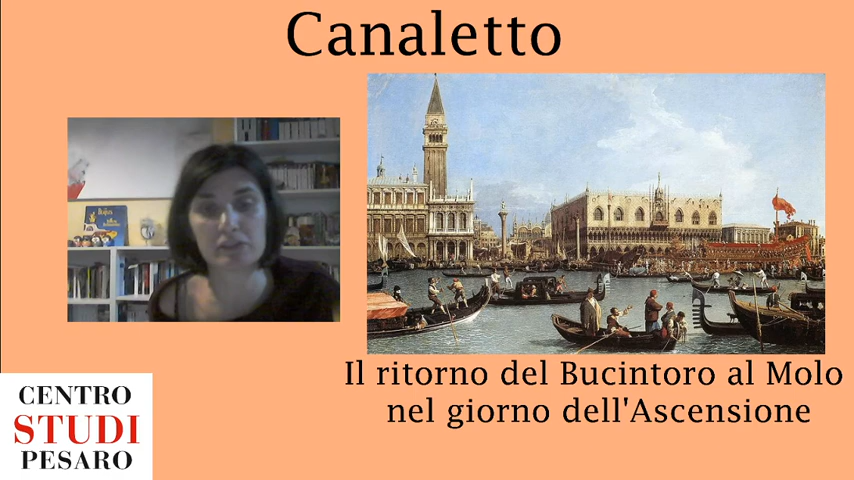 Canaletto
Il ritorno del Bucintoro al Molo
nel giorno dell'Ascensione
CENTRO
STUDI
PESARO